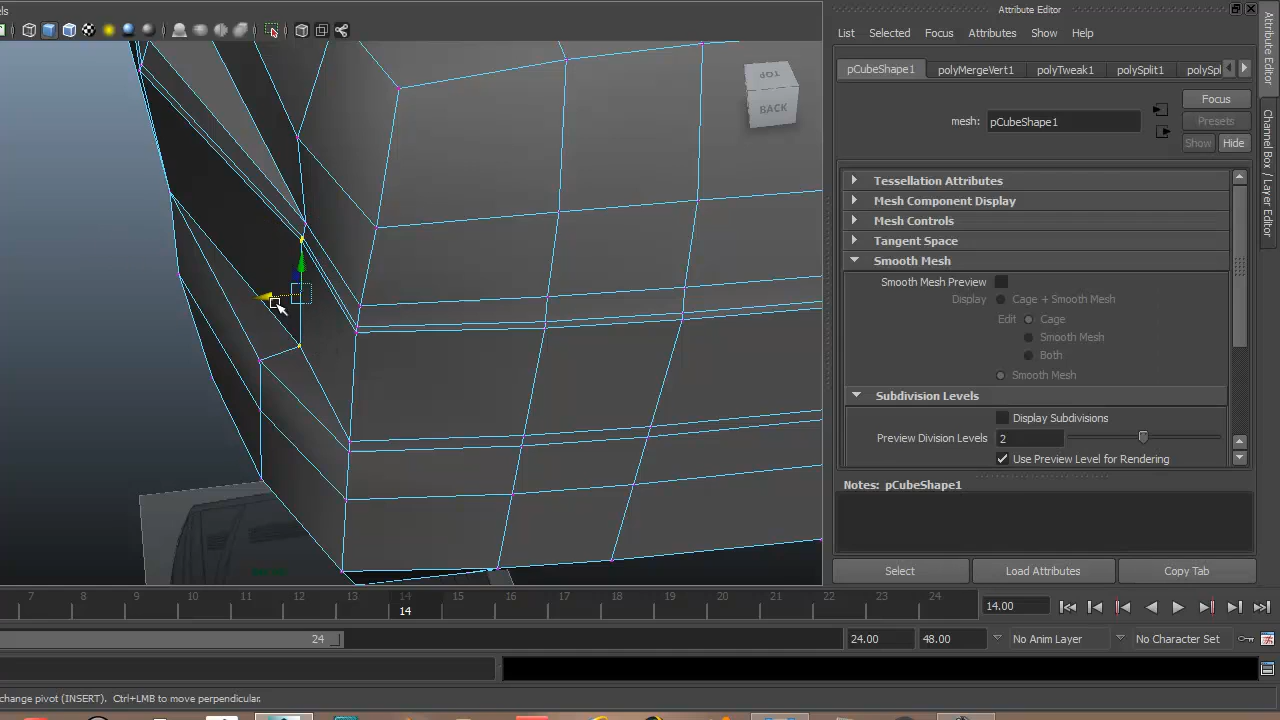 els
Attribute Editor
List Selected Focus Attributes Show Help
pCubeShape1 polyMergeVert1 polyTweak1 polySplit1 polySpl
Focus
mesh: pCubeShape1 Presets
Show Hide
Tessellation Attributes
Mesh Component Display
Mesh Controls
Tangent Space
Smooth Mesh
Smooth Mesh Preview
Display Cage + Smooth Mesh
Edit Cage
Smooth Mesh
Both
Smooth Mesh
Subdivision Levels
Display Subdivisions
Preview Division Levels 2
Use Preview Level for Rendering
Notes: pCubeShape1
Select Load Attributes Copy Tab
Attribute Editor
Channel Box / Layer Editor
TOP
BACK
7 8 9 10 11 12 13 14 15 16 17 18 19 20 21 22 23 24
14
14.00
24
24.00 48.00 No Anim Layer No Character Set
change pivot (INSERT). Ctrl+LMB to move perpendicular.